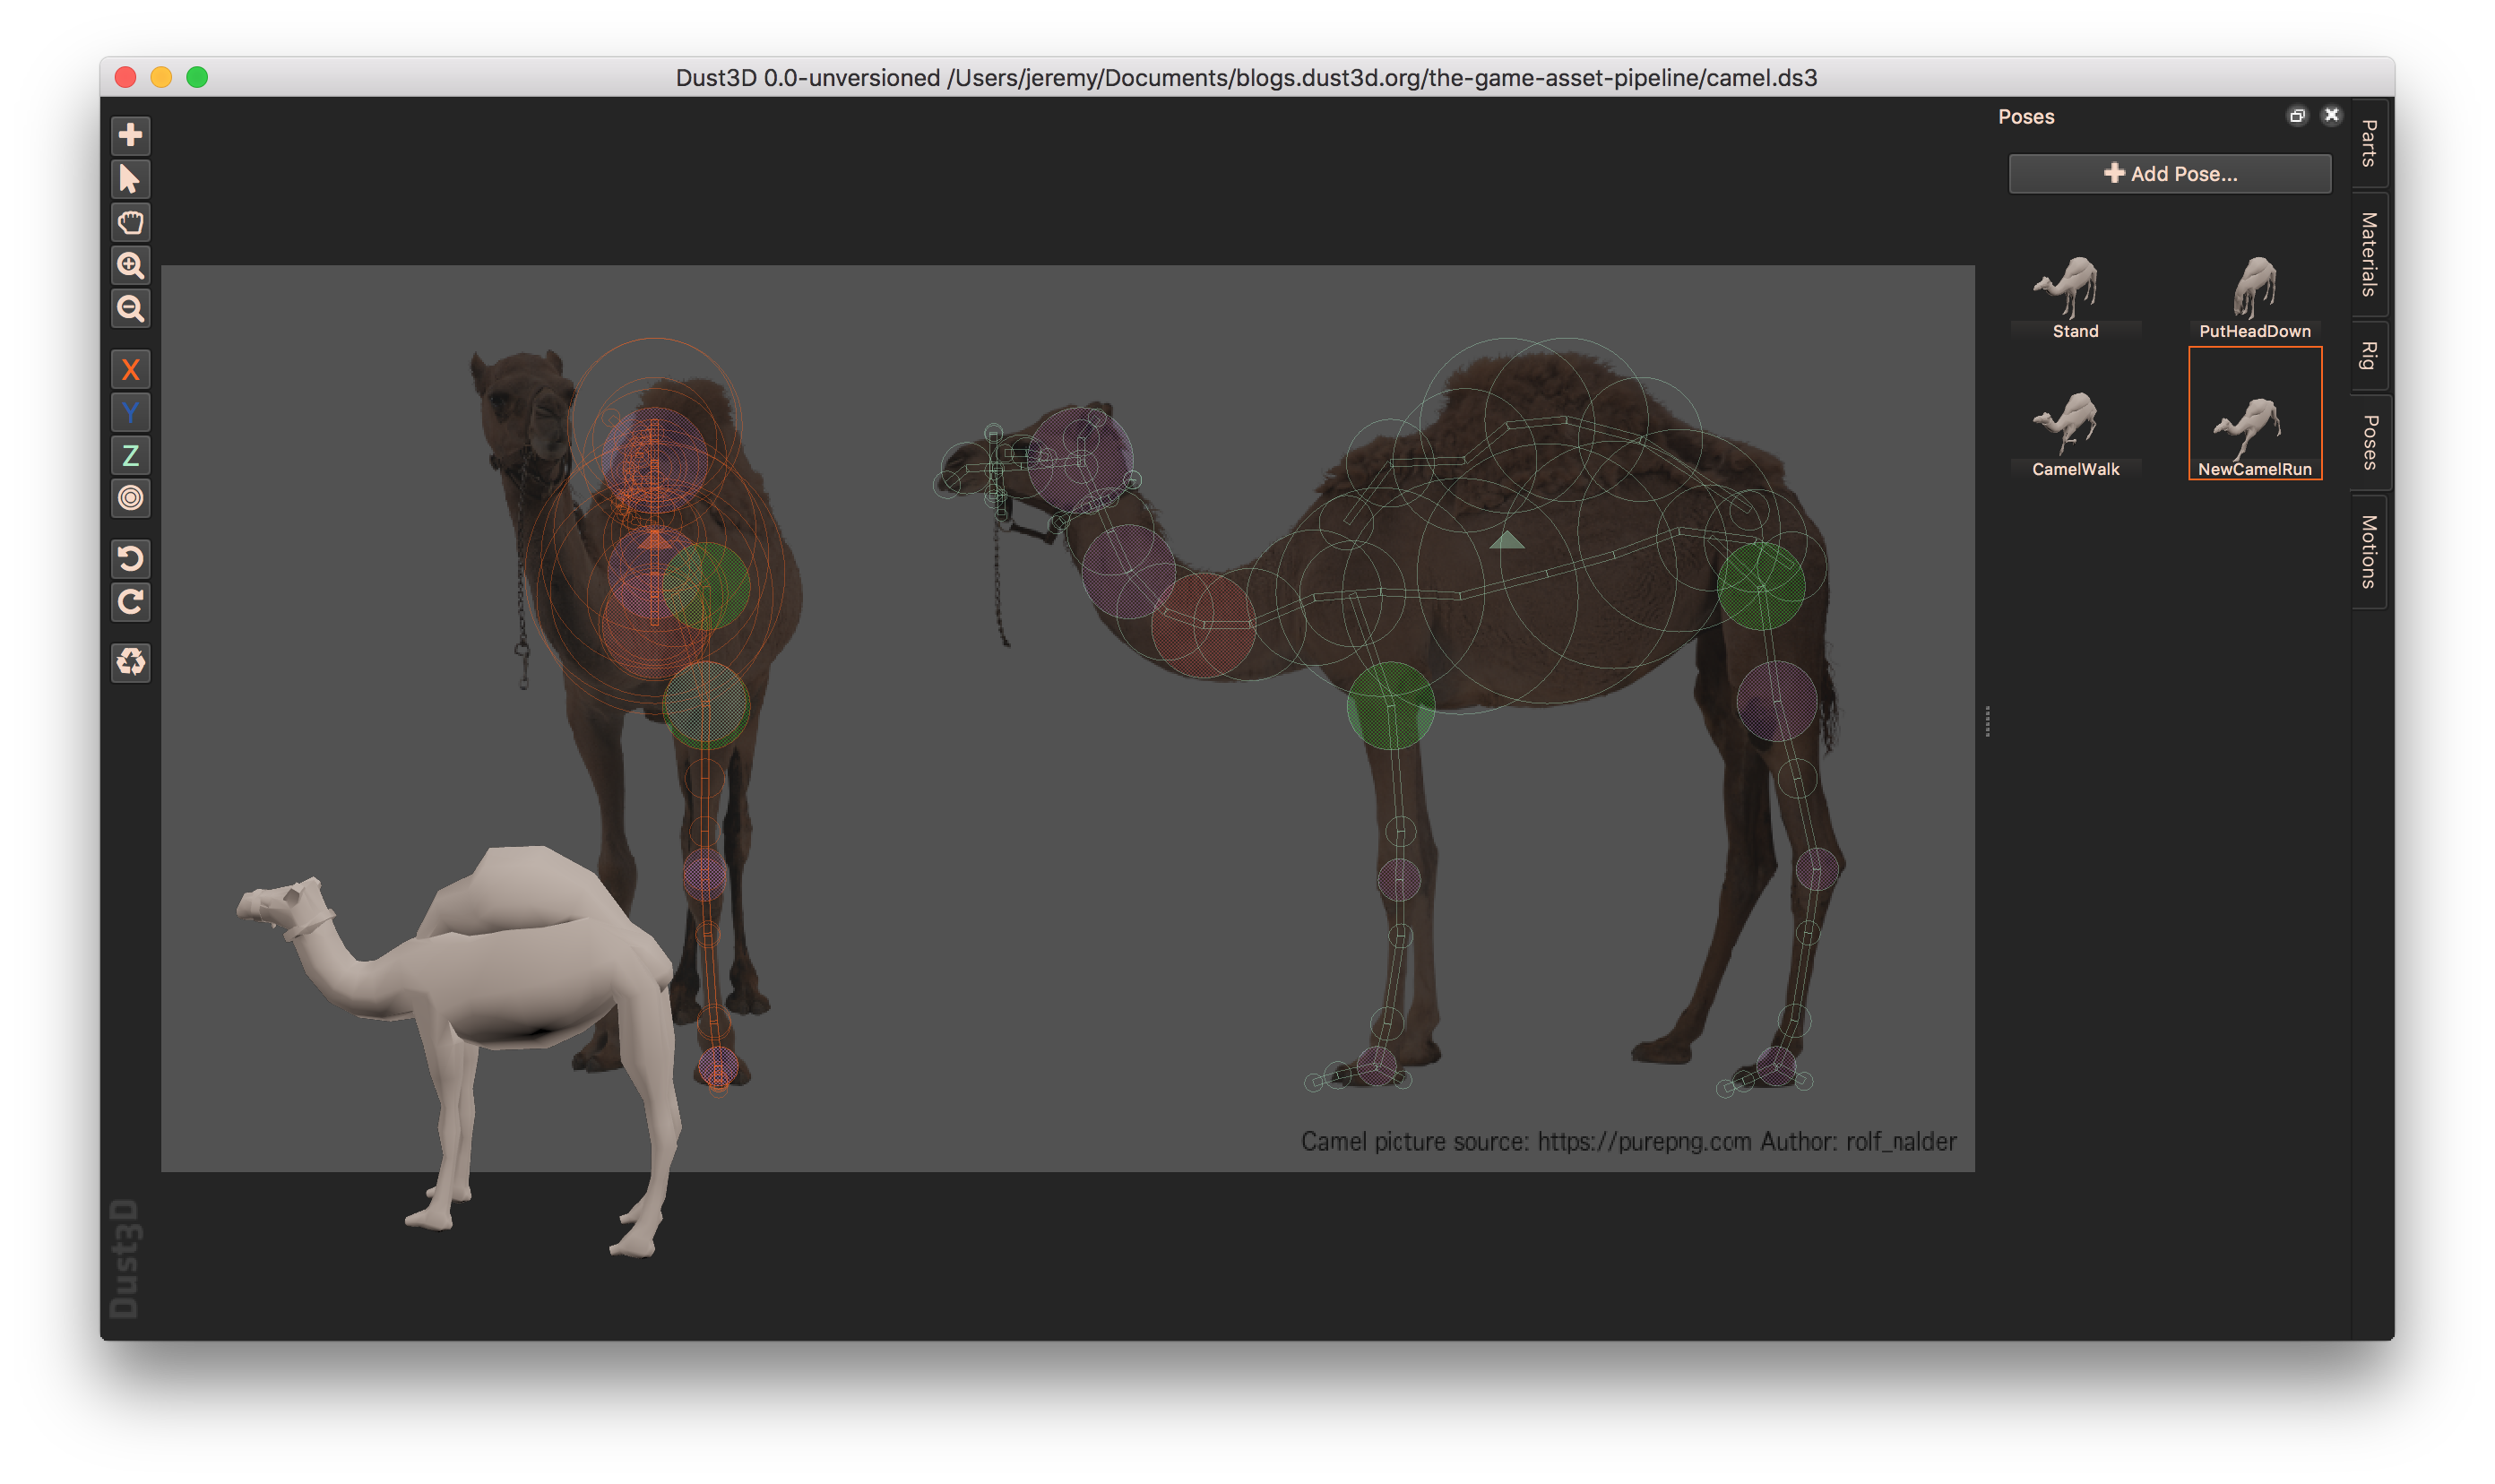 Dust3D 0.0-unversioned /Users/jeremy/Documents/blogs.dust3d.org/the-game-asset-pipeline/camel.ds3
Poses
Add Pose...
Stand
PutHeadDown
CamelWalk
NewCamelRun
Parts
Materials
Rig
Poses
Motions
X
Y
Z
Camel picture source: https://purepng.com Author: rolf_nalder
Dust3D